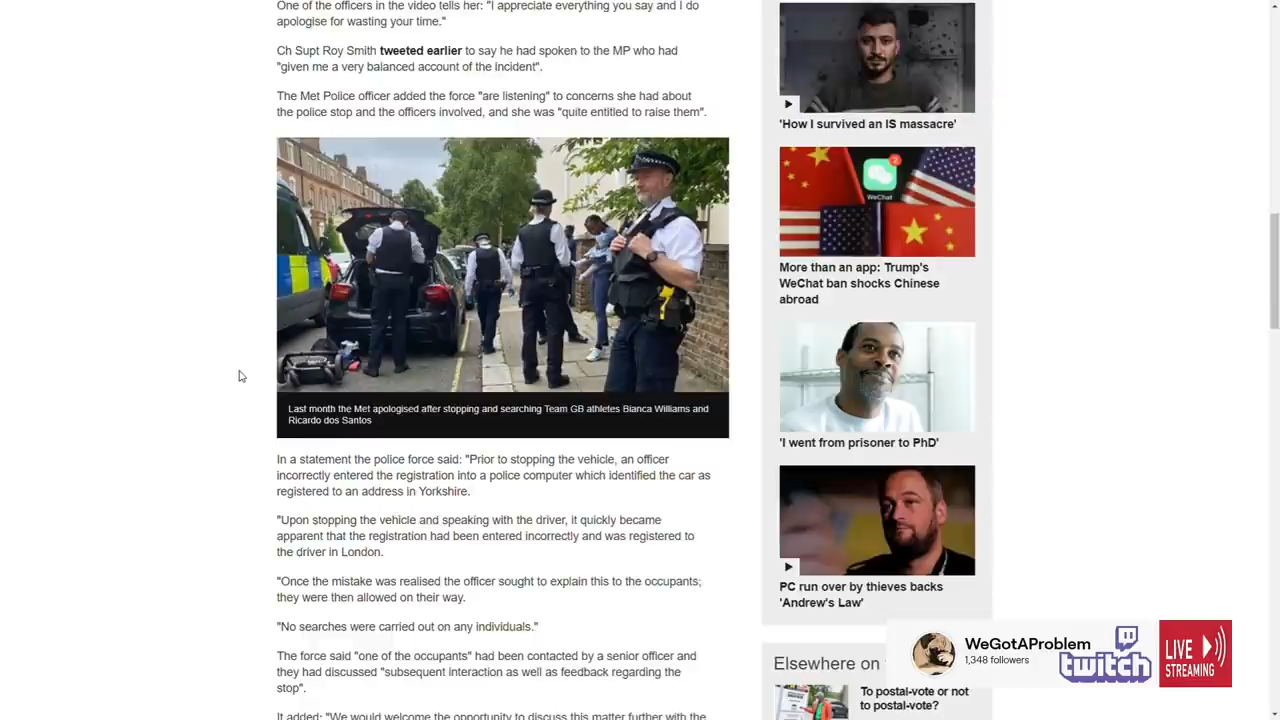 One of the officers in the video tells her: "I appreciate everything you say and I do
apologise for wasting your time."
Ch Supt Roy Smith tweeted earlier to say he had spoken to the MP who had
"given me a very balanced account of the incident".
The Met Police officer added the force "are listening" to concerns she had about
the police stop and the officers involved, and she was "quite entitled to raise them".
Last month the Met apologised after stopping and searching Team GB athletes Bianca Williams and
Ricardo dos Santos
In a statement the police force said: "Prior to stopping the vehicle, an officer
incorrectly entered the registration into a police computer which identified the car as
registered to an address in Yorkshire.
"Upon stopping the vehicle and speaking with the driver, it quickly became
apparent that the registration had been entered incorrectly and was registered to
the driver in London.
"Once the mistake was realised the officer sought to explain this to the occupants;
they were then allowed on their way.
"No searches were carried out on any individuals."
The force said "one of the occupants" had been contacted by a senior officer and
they had discussed "subsequent interaction as well as feedback regarding the
stop".
It added: "We would welcome the opportunity to discuss this matter further with the
'How I survived an IS massacre'
2
WeChat
More than an app: Trump's
WeChat ban shocks Chinese
abroad
'I went from prisoner to PhD'
PC run over by thieves backs
'Andrew's Law'
Elsewhere on
To postal-vote or not
to postal-vote?
WeGotAProblem
1,348 followers
twitch
LIVE
STREAMING